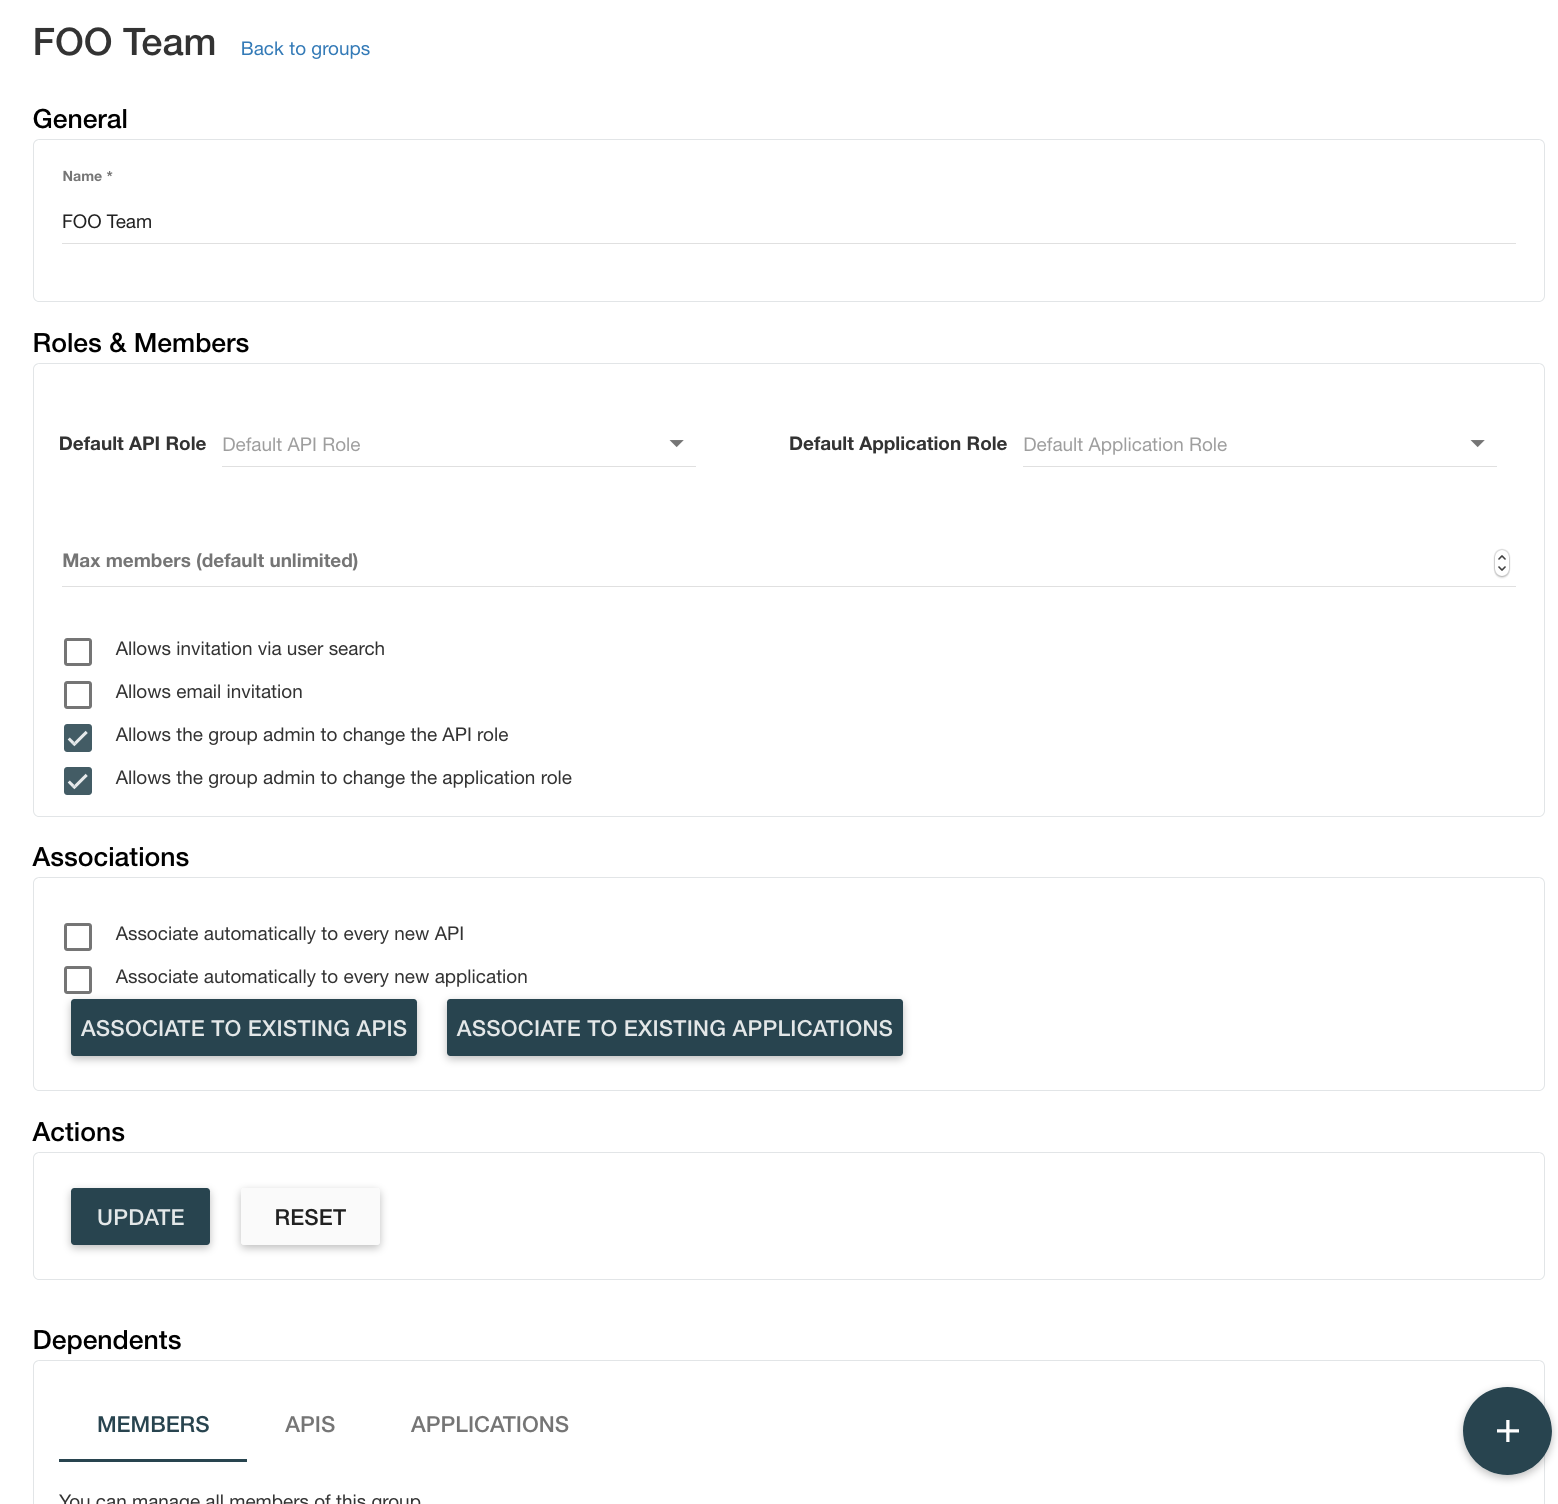 FOO Team Back to groups
General
Name *
FOO Team
Roles & Members
Default API Role Default API Role Default Application Role Default Application Role
Max members (default unlimited)
Allows invitation via user search
Allows email invitation
Allows the group admin to change the API role
Allows the group admin to change the application role
Associations
Associate automatically to every new API
Associate automatically to every new application
ASSOCIATE TO EXISTING APIS ASSOCIATE TO EXISTING APPLICATIONS
Actions
UPDATE RESET
Dependents
MEMBERS APIS APPLICATIONS
You can manage all members of this group